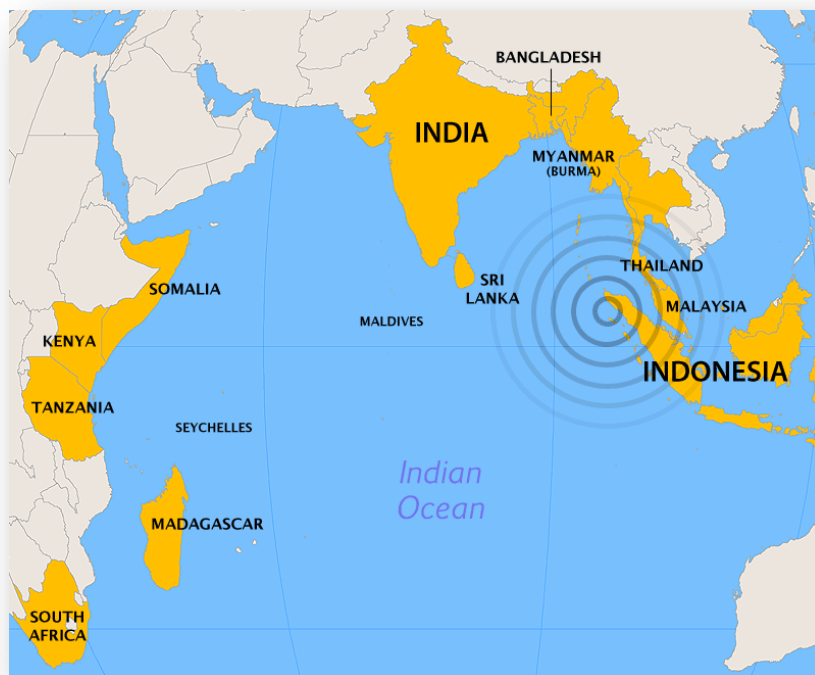 BANGLADESH
INDIA
MYANMAR
(BURMA)
THAILAND
SRI
LANKA
SOMALIA
MALAYSIA
MALDIVES
KENYA
INDONESIA
TANZANIA
SEYCHELLES
Indian
Ocean
MADAGASCAR
SOUTH
AFRICA